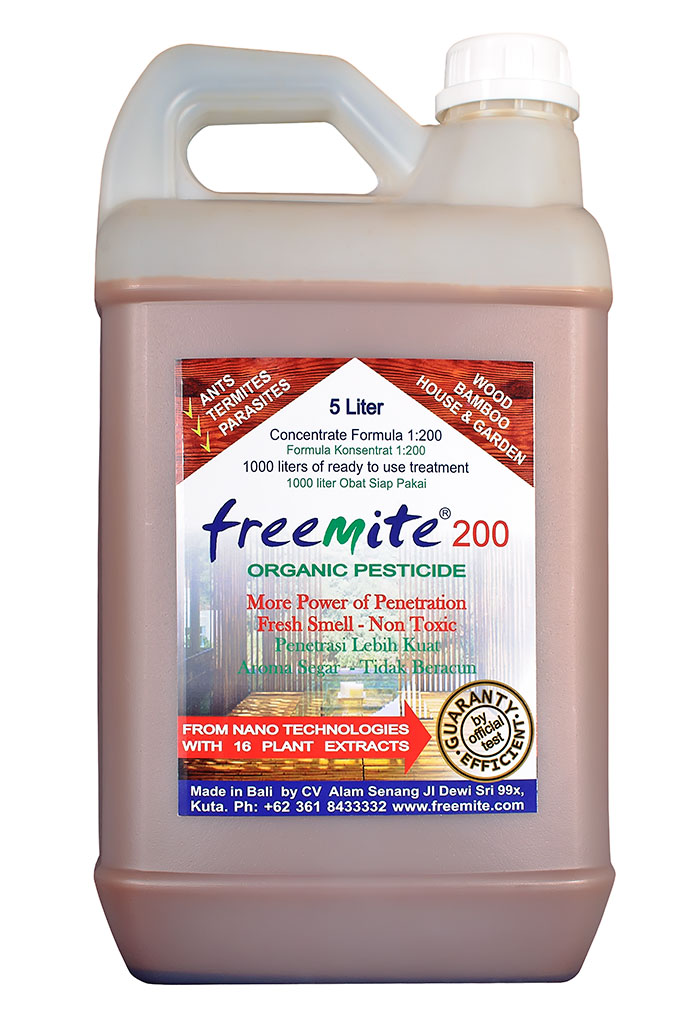 ANTS
TERMITES
PARASITES
WOOD
BAMBOO
HOUSE & GARDEN
5 Liter
Concentrate Formula 1:200
Formula Konsentrat 1:200
1000 liters of ready to use treatment
1000 liter Obat Siap Pakai
freemite® 200
ORGANIC PESTICIDE
More Power of Penetration
Fresh Smell - Non Toxic
Penetrasi Lebih Kuat
Aroma Segar - Tidak Beracun
FROM NANO TECHNOLOGIES
WITH 16 PLANT EXTRACTS
GUARANTY
by
official
test
EFFICIENT
Made in Bali by CV Alam Senang Jl Dewi Sri 99x,
Kuta. Ph: +62 361 8433332 www.freemite.com